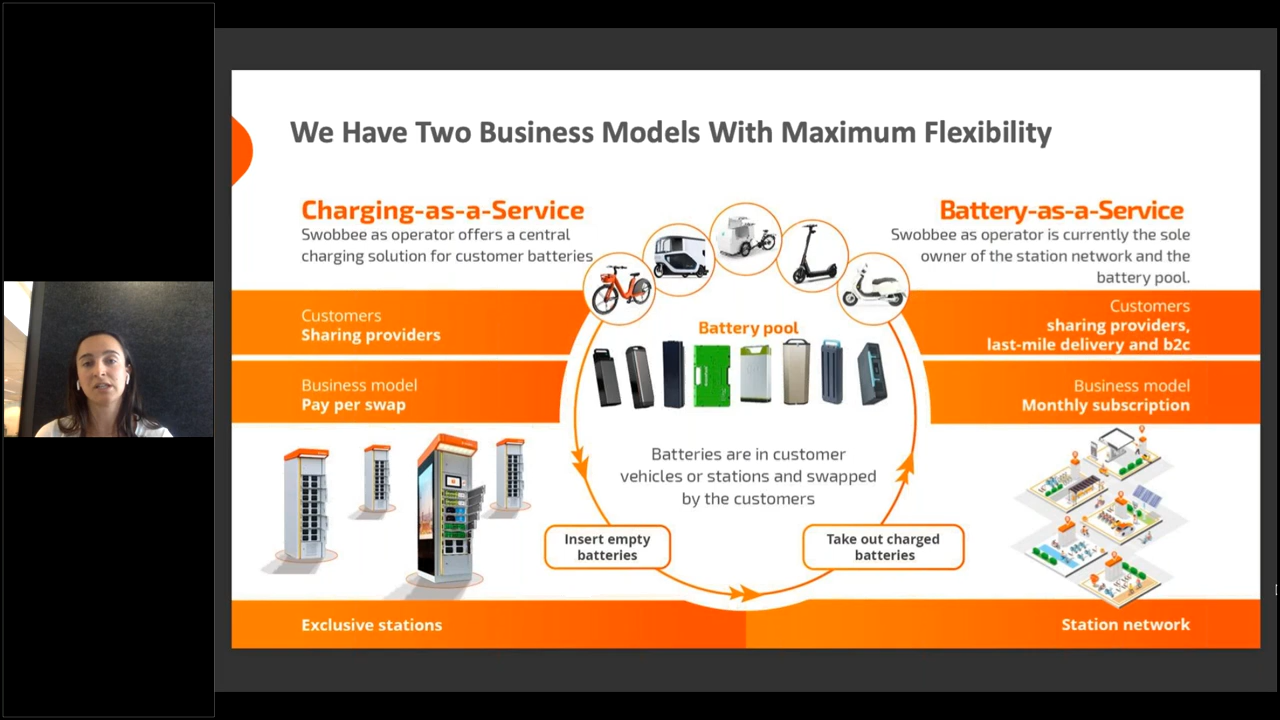 We Have Two Business Models With Maximum Flexibility
Charging-as-a-Service
Swobbee as operator offers a central
charging solution for customer batteries
Customers
Sharing providers
Business model
Pay per swap
Exclusive stations
Battery pool
Batteries are in customer
vehicles or stations and swapped
by the customers
Insert empty
batteries
Take out charged
batteries
Battery-as-a-Service
Swobbee as operator is currently the sole
owner of the station network and the
battery pool.
Customers
sharing providers,
last-mile delivery and b2c
Business model
Monthly subscription
Station network